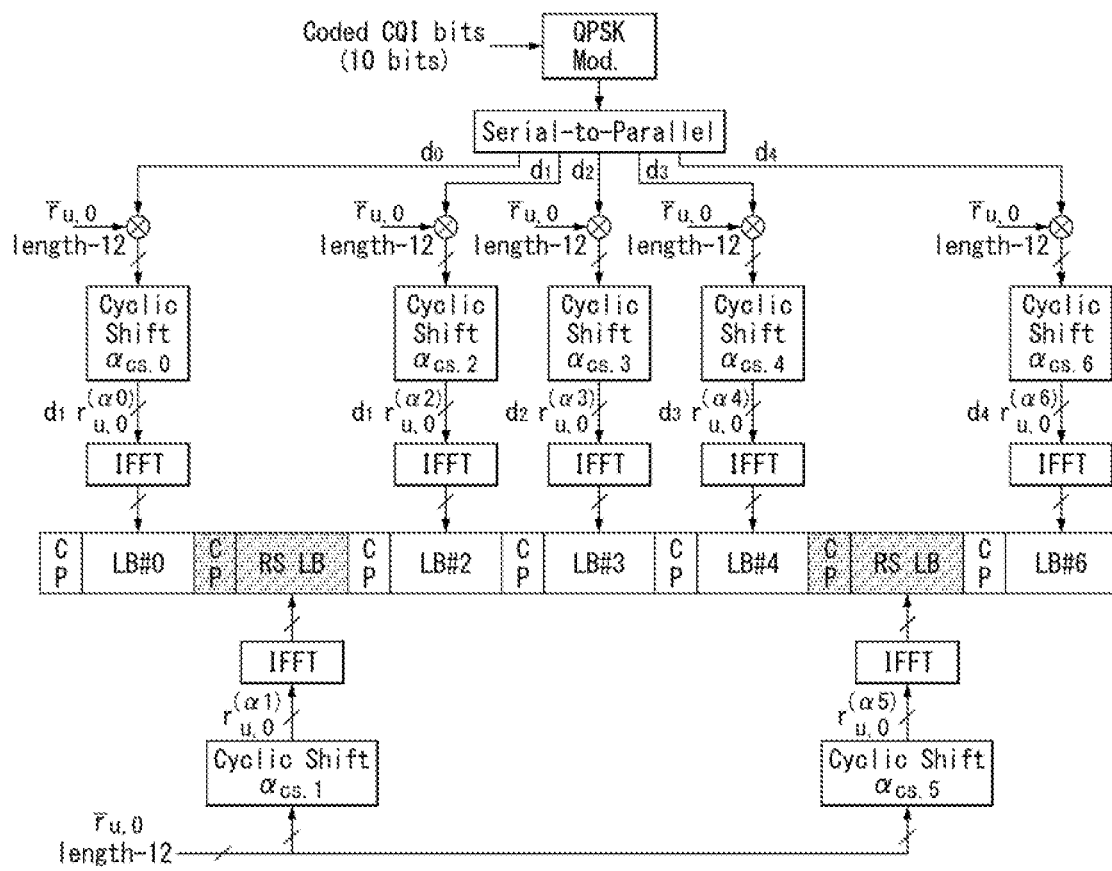 Coded CQI bits
(10 bits)
QPSK
Mod.
Serial-to-Parallel
d0
d1
d2
d3
d4
r̅u,0
length-12
r̅u,0
length-12
r̅u,0
length-12
r̅u,0
length-12
r̅u,0
length-12
Cyclic
Shift
αcs.0
Cyclic
Shift
αcs.2
Cyclic
Shift
αcs.3
Cyclic
Shift
αcs.4
Cyclic
Shift
αcs.6
d1 r(α0)u,0
d1 r(α2)u,0
d2 r(α3)u,0
d3 r(α4)u,0
d4 r(α6)u,0
IFFT
IFFT
IFFT
IFFT
IFFT
CP
LB#0
CP
RS LB
CP
LB#2
CP
LB#3
CP
LB#4
CP
RS LB
CP
LB#6
IFFT
IFFT
r(α1)u,0
r(α5)u,0
Cyclic Shift
αcs.1
Cyclic Shift
αcs.5
r̅u,0
length-12